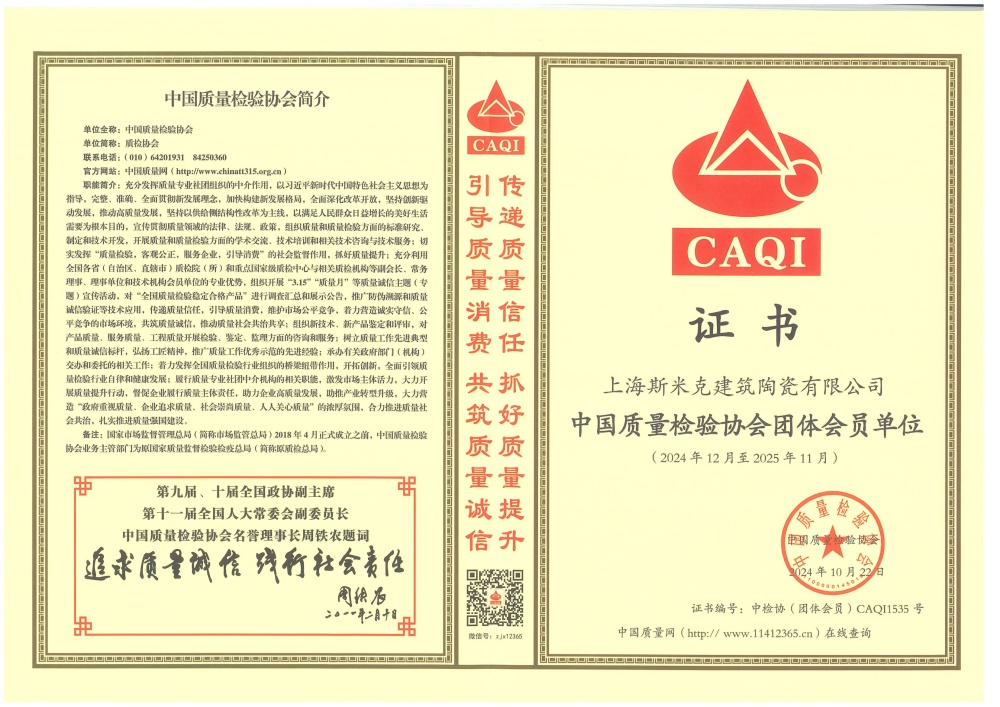 中国质量检验协会简介
单位全称：中国质量检验协会
单位简称：质检协会
联系电话：（010）64201931　84250360
官方网站：中国质量网（http://www.chinatt315.org.cn）
职能简介：充分发挥质量专业社团组织的中介作用，以习近平新时代中国特色社会主义思想为
指导，完整、准确、全面贯彻新发展理念，加快构建新发展格局，全面深化改革开放，坚持创新驱
动发展，推动高质量发展，坚持以供给侧结构性改革为主线，以满足人民群众日益增长的美好生活
需要为根本目的，宣传贯彻质量领域的法律、法规、政策，组织质量和质量检验方面的标准研究、
制定和技术开发，开展质量和质量检验方面的学术交流、技术培训和相关技术咨询与技术服务；切
实发挥“质量检验，客观公正，服务企业，引导消费”的社会监督作用，抓好质量提升；充分利用
全国各省（自治区、直辖市）质检院（所）和重点国家级质检中心与相关质检机构等副会长、常务
理事、理事单位和技术机构会员单位的专业优势，组织开展“3.15”“质量月”等质量诚信主题（专
题）宣传活动，对“全国质量检验稳定合格产品”进行调查汇总和展示公告，推广防伪溯源和质量
诚信验证等技术应用，传递质量信任，引导质量消费，维护市场公平竞争，着力营造诚实守信、公
平竞争的市场环境，共筑质量诚信，推动质量社会共治共享；组织新技术、新产品鉴定和评审，对
产品质量、服务质量、工程质量开展检验、鉴定、监理方面的咨询和服务；树立质量工作先进典型
和质量诚信标杆，弘扬工匠精神，推广质量工作优秀示范的先进经验；承办有关政府部门（机构）
交办和委托的相关工作；着力发挥全国质量检验行业组织的桥梁纽带作用，开拓创新，全面引领质
量检验行业自律和健康发展；履行质量专业社团中介机构的相关职能，激发市场主体活力，大力开
展质量提升行动，督促企业履行质量主体责任，助力企业高质量发展，助推产业转型升级，大力营
造“政府重视质量、企业追求质量、社会崇尚质量、人人关心质量”的浓厚氛围，合力推进质量社
会共治，扎实推进质量强国建设。
备注：国家市场监督管理总局（简称市场监管总局）2018 年 4 月正式成立之前，中国质量检验
协会业务主管部门为原国家质量监督检验检疫总局（简称原质检总局）。
第九届、十届全国政协副主席
第十一届全国人大常委会副委员长
中国质量检验协会名誉理事长周铁农题词
追求质量诚信 践行社会责任
周铁农
二〇一一年二月十日
CAQI
传递质量信任 抓好质量提升
引导质量消费 共筑质量诚信
微信号：zjx12365
CAQI
证书
上海斯米克建筑陶瓷有限公司
中国质量检验协会团体会员单位
（2024 年 12 月至 2025 年 11 月）
中国质量检验协会
中国质量检验协会
2024 年 10 月 22 日
证书编号：中检协（团体会员）CAQI1535 号
中国质量网（http:// www.11412365.cn）在线查询